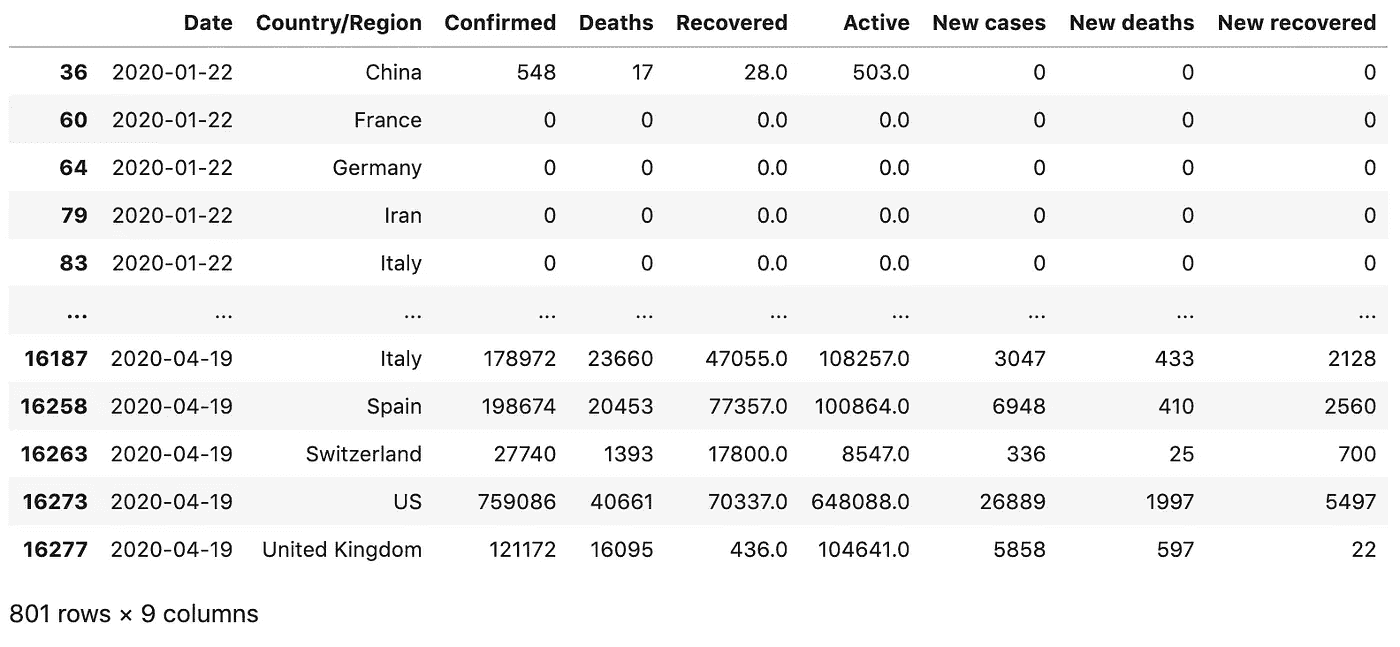 Date Country/Region Confirmed Deaths Recovered Active New cases New deaths New recovered
36 2020-01-22 China 548 17 28.0 503.0 0 0 0
60 2020-01-22 France 0 0 0.0 0.0 0 0 0
64 2020-01-22 Germany 0 0 0.0 0.0 0 0 0
79 2020-01-22 Iran 0 0 0.0 0.0 0 0 0
83 2020-01-22 Italy 0 0 0.0 0.0 0 0 0
... ... ... ... ... ... ... ... ... ...
16187 2020-04-19 Italy 178972 23660 47055.0 108257.0 3047 433 2128
16258 2020-04-19 Spain 198674 20453 77357.0 100864.0 6948 410 2560
16263 2020-04-19 Switzerland 27740 1393 17800.0 8547.0 336 25 700
16273 2020-04-19 US 759086 40661 70337.0 648088.0 26889 1997 5497
16277 2020-04-19 United Kingdom 121172 16095 436.0 104641.0 5858 597 22
801 rows × 9 columns